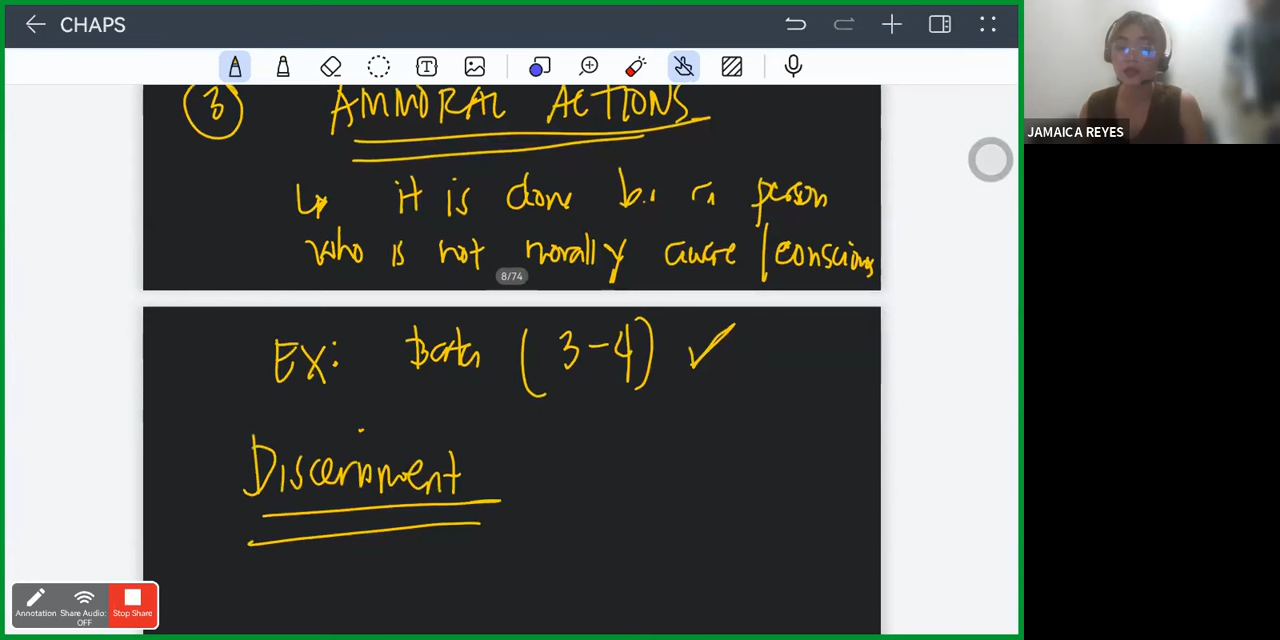 CHAPS
JAMAICA REYES
3 AMMORAL ACTIONS
it is done by a person
who is not morally aware / conscious
8/74
EX: Bata (3-4) ✓
Discernment
Annotation
Share Audio: OFF
Stop Share